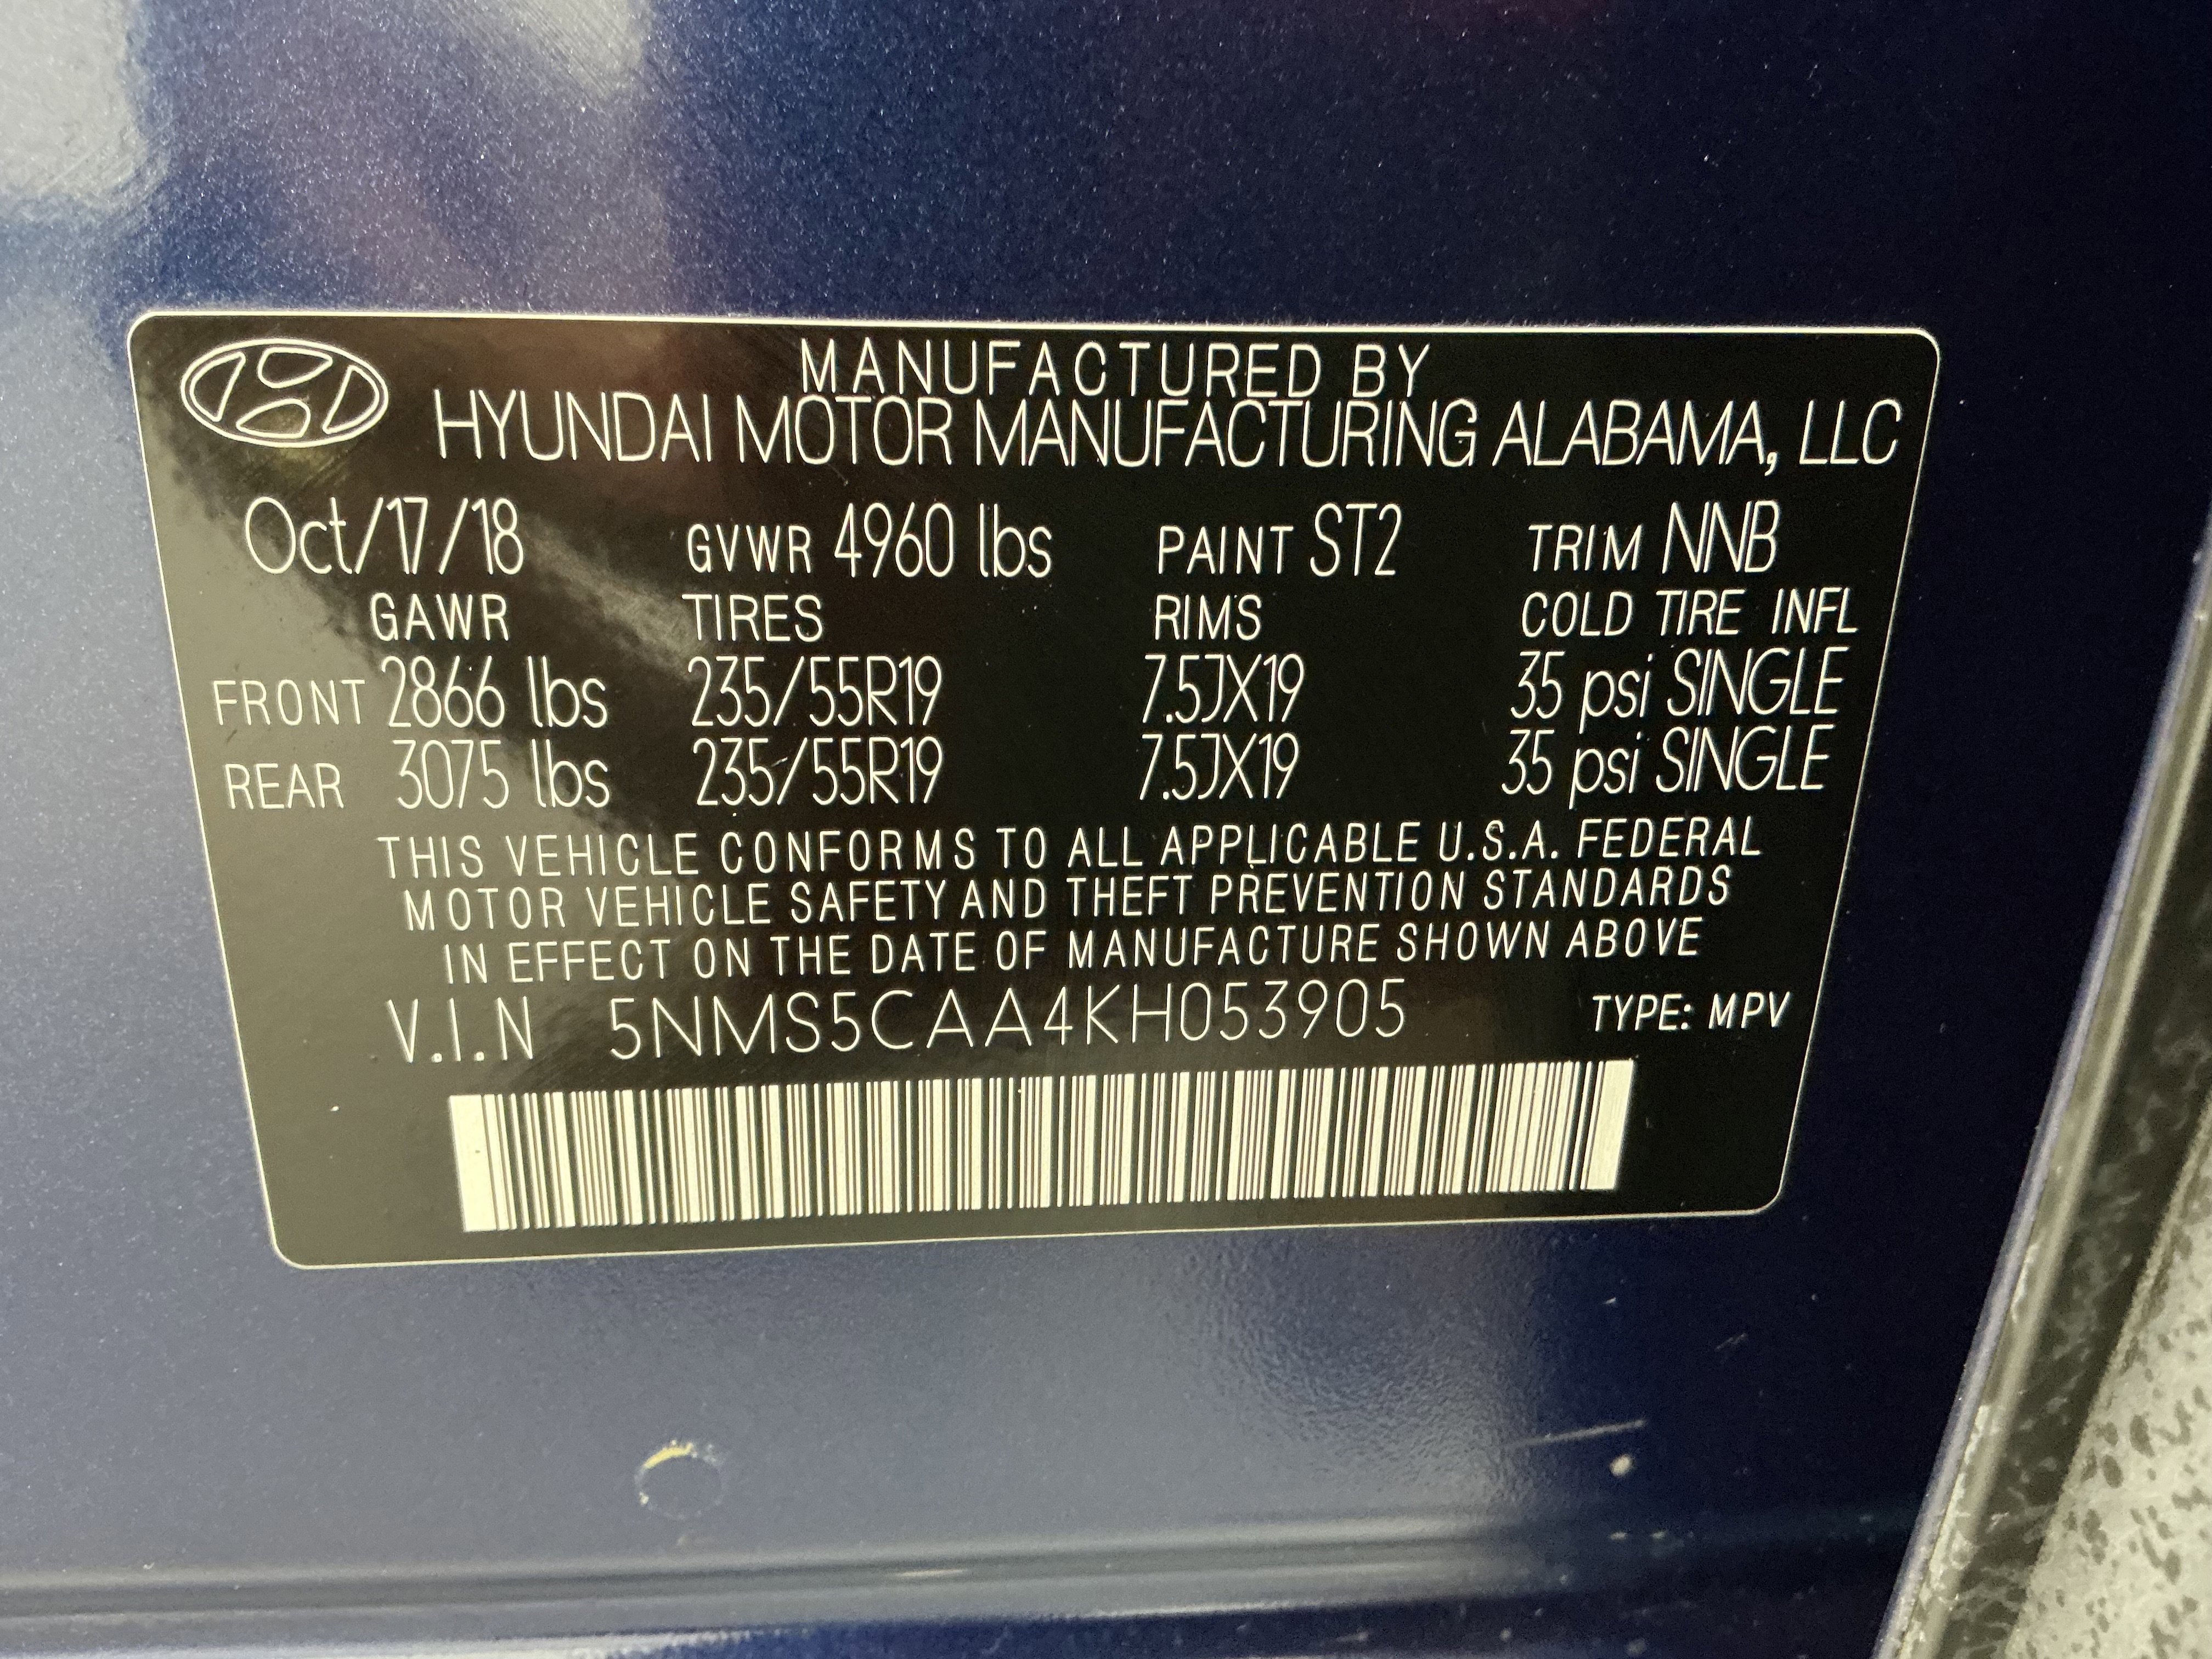 MANUFACTURED BY
HYUNDAI MOTOR MANUFACTURING ALABAMA, LLC
Oct/17/18 GVWR 4960 lbs PAINT ST2 TRIM NNB
GAWR TIRES RIMS COLD TIRE INFL
FRONT 2866 lbs 235/55R19 7.5JX19 35 psi SINGLE
REAR 3075 lbs 235/55R19 7.5JX19 35 psi SINGLE
THIS VEHICLE CONFORMS TO ALL APPLICABLE U.S.A. FEDERAL
MOTOR VEHICLE SAFETY AND THEFT PREVENTION STANDARDS
IN EFFECT ON THE DATE OF MANUFACTURE SHOWN ABOVE
V.I.N 5NMS5CAA4KH053905 TYPE: MPV